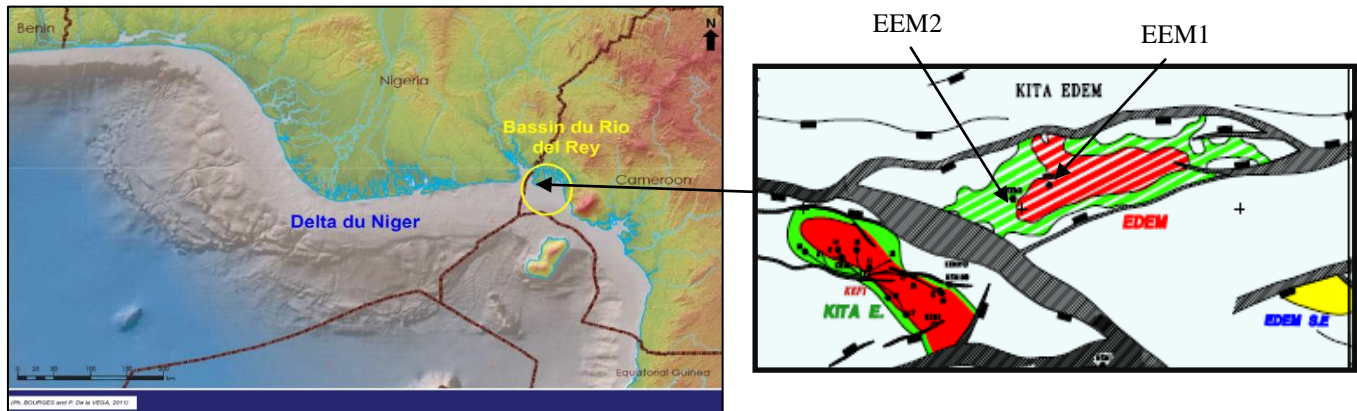 Benin
Nigeria
N
Bassin du Rio
del Rey
Cameroon
Delta du Niger
Equatorial Guinea
(Ph. BOURGES and P. De la VEGA, 2011)
EEM2
EEM1
KITA EDEM
EDEM
KEFI
KITA E.
EDEM S.E